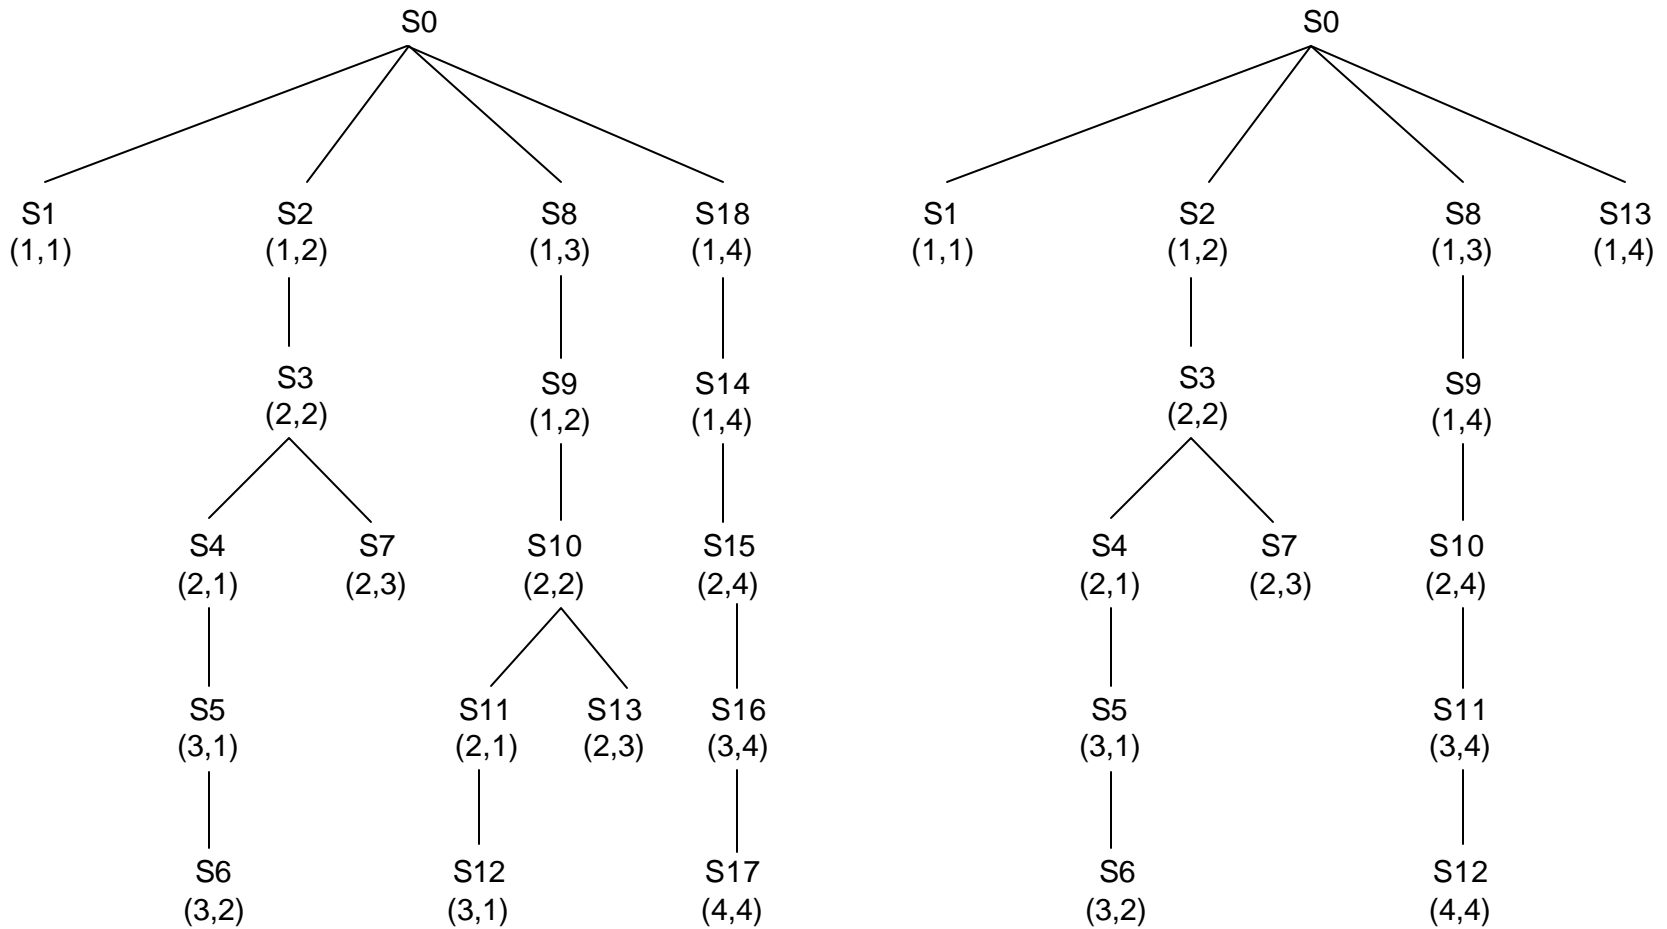 S0
S1
(1,1)
S2
(1,2)
S8
(1,3)
S18
(1,4)
S3
(2,2)
S9
(1,2)
S14
(1,4)
S4
(2,1)
S7
(2,3)
S10
(2,2)
S15
(2,4)
S5
(3,1)
S11
(2,1)
S13
(2,3)
S16
(3,4)
S6
(3,2)
S12
(3,1)
S17
(4,4)
S0
S1
(1,1)
S2
(1,2)
S8
(1,3)
S13
(1,4)
S3
(2,2)
S9
(1,4)
S4
(2,1)
S7
(2,3)
S10
(2,4)
S5
(3,1)
S11
(3,4)
S6
(3,2)
S12
(4,4)